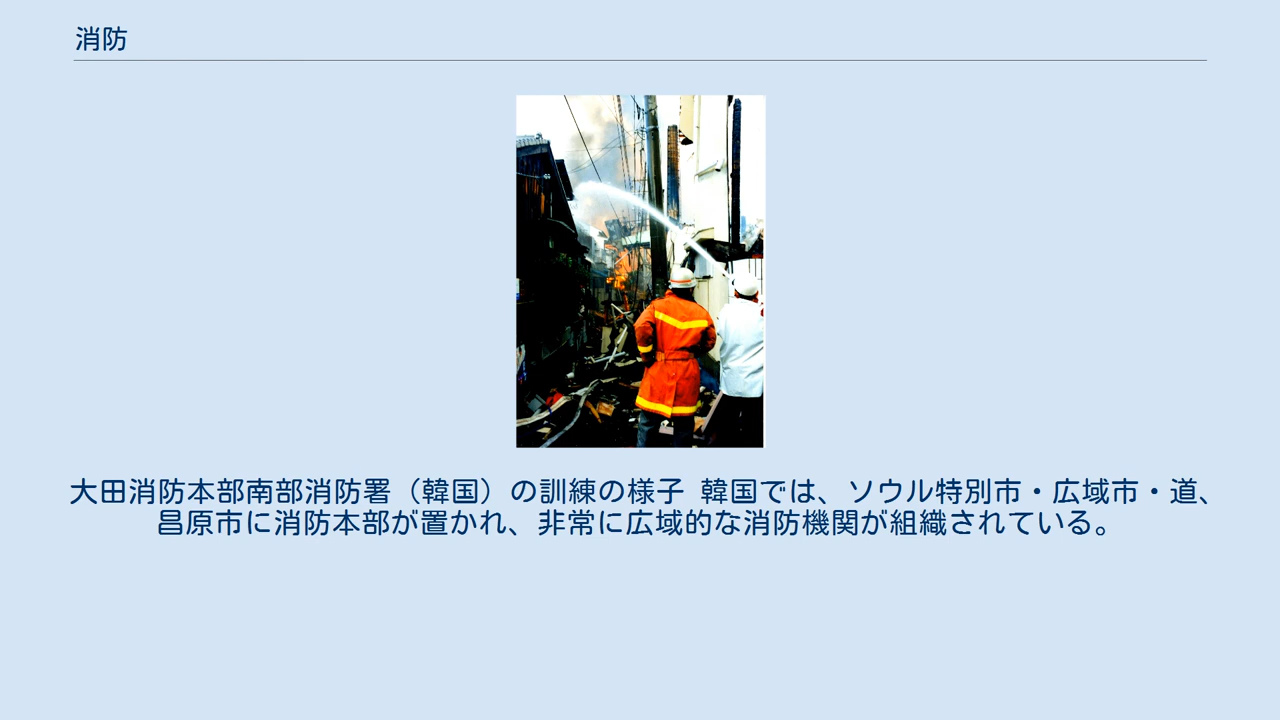 消防
大田消防本部南部消防署（韓国）の訓練の様子 韓国では、ソウル特別市・広域市・道、
昌原市に消防本部が置かれ、非常に広域的な消防機関が組織されている。